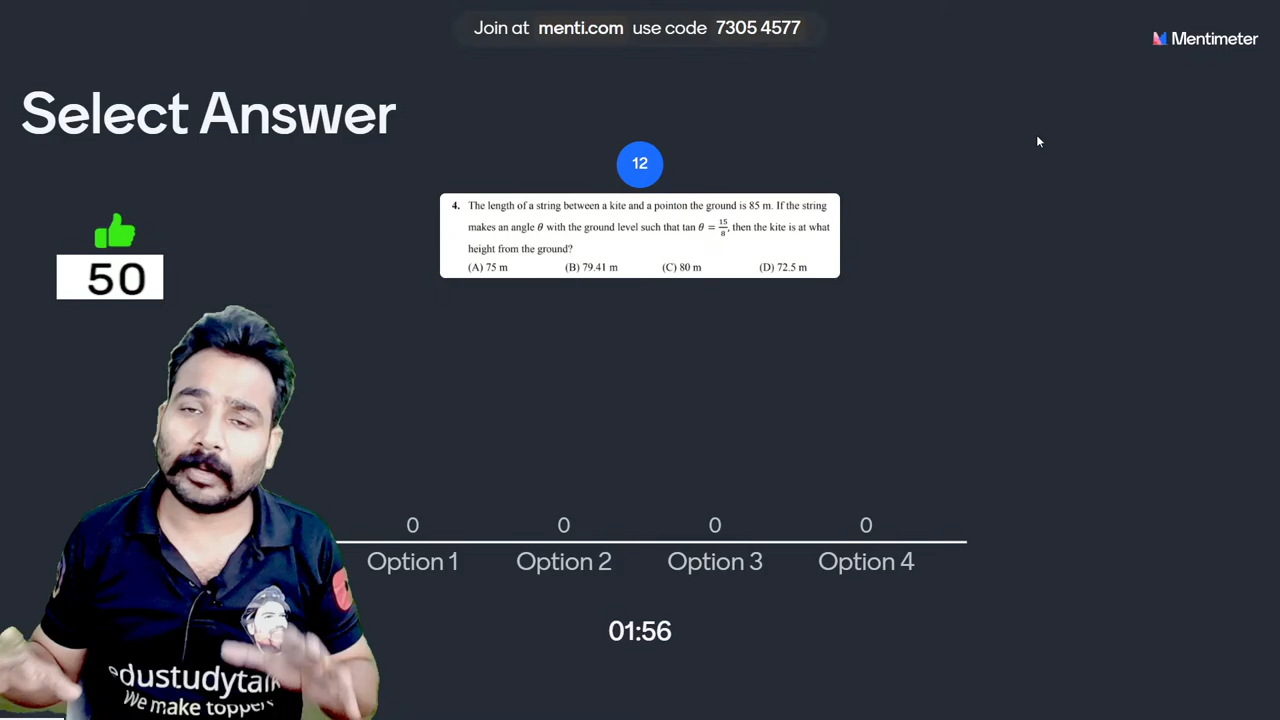 Join at menti.com use code 7305 4577
Mentimeter
Select Answer
12
4. The length of a string between a kite and a pointon the ground is 85 m. If the string
makes an angle θ with the ground level such that tan θ = 15/8, then the kite is at what
height from the ground?
(A) 75 m (B) 79.41 m (C) 80 m (D) 72.5 m
50
0 0 0 0
Option 1 Option 2 Option 3 Option 4
01:56
edustudytalk
We make toppers